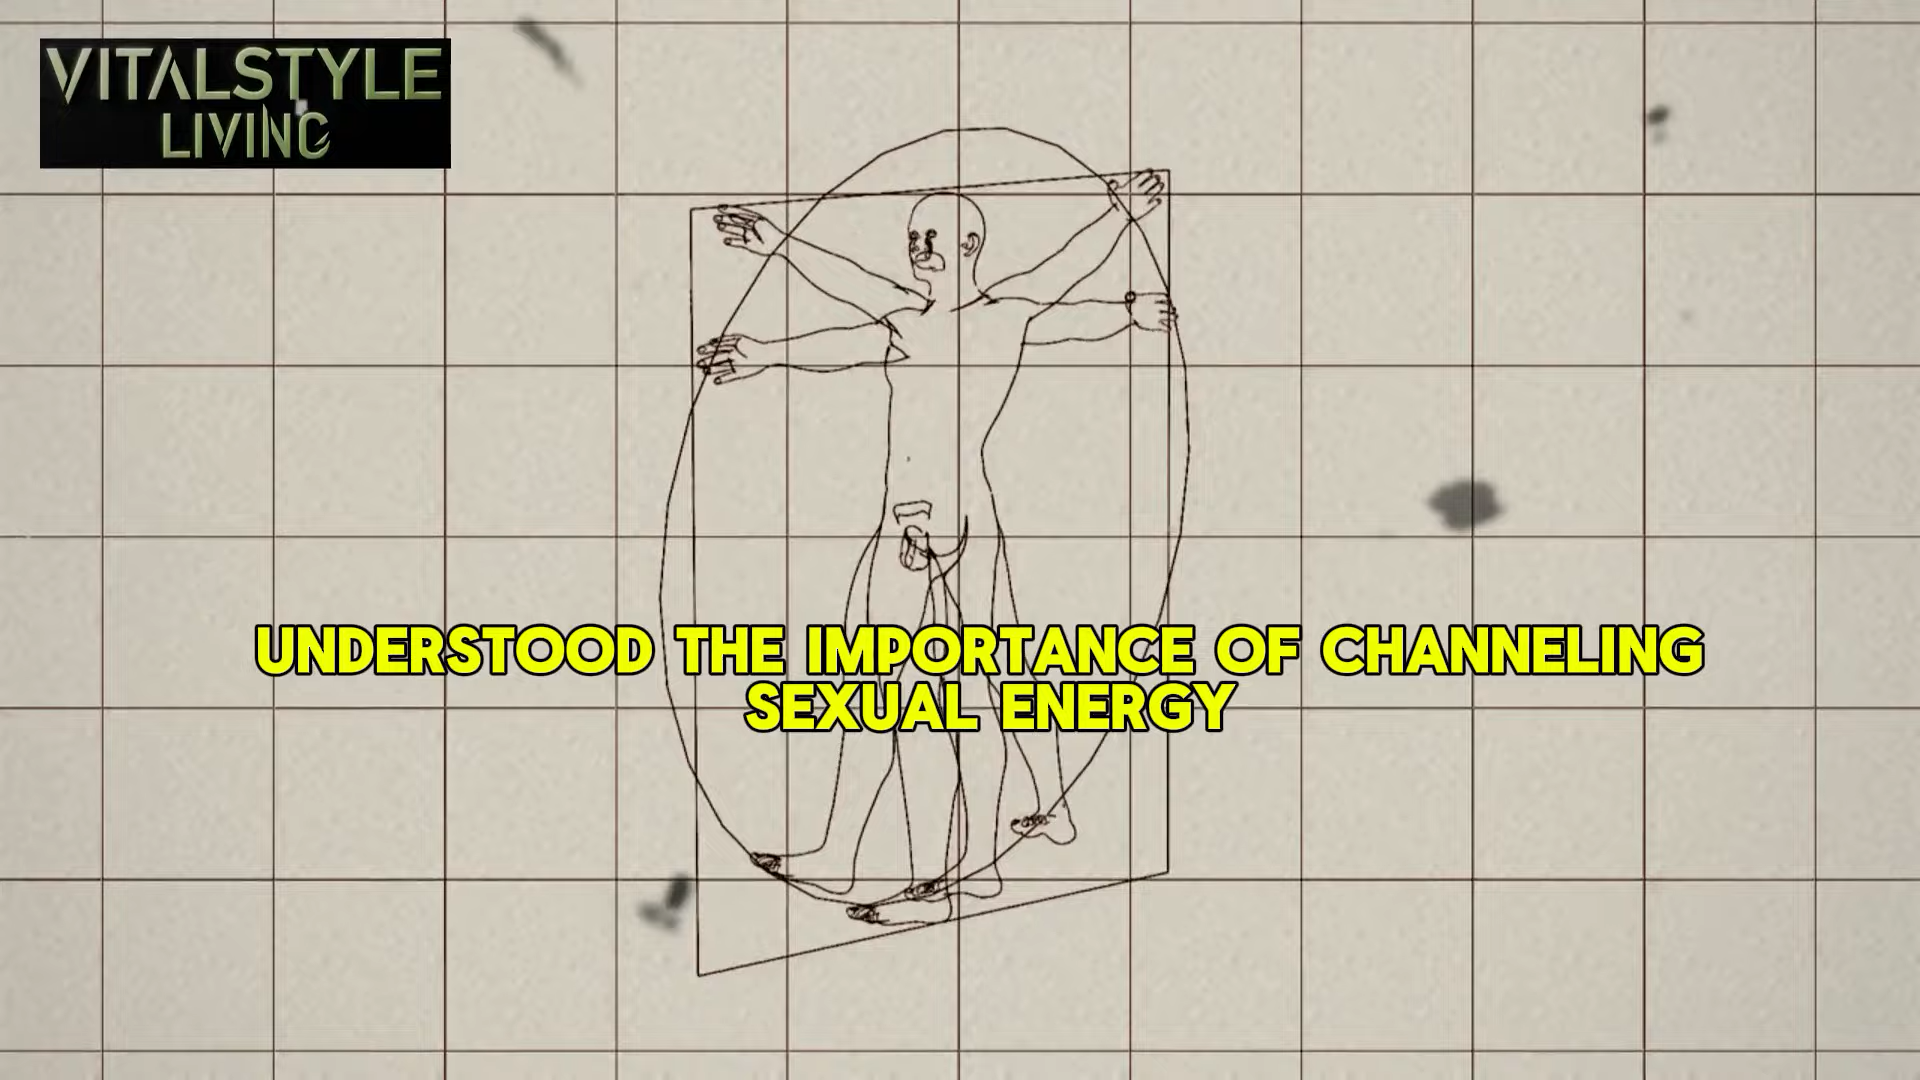 VITALSTYLE
LIVING
UNDERSTOOD THE IMPORTANCE OF CHANNELING
SEXUAL ENERGY